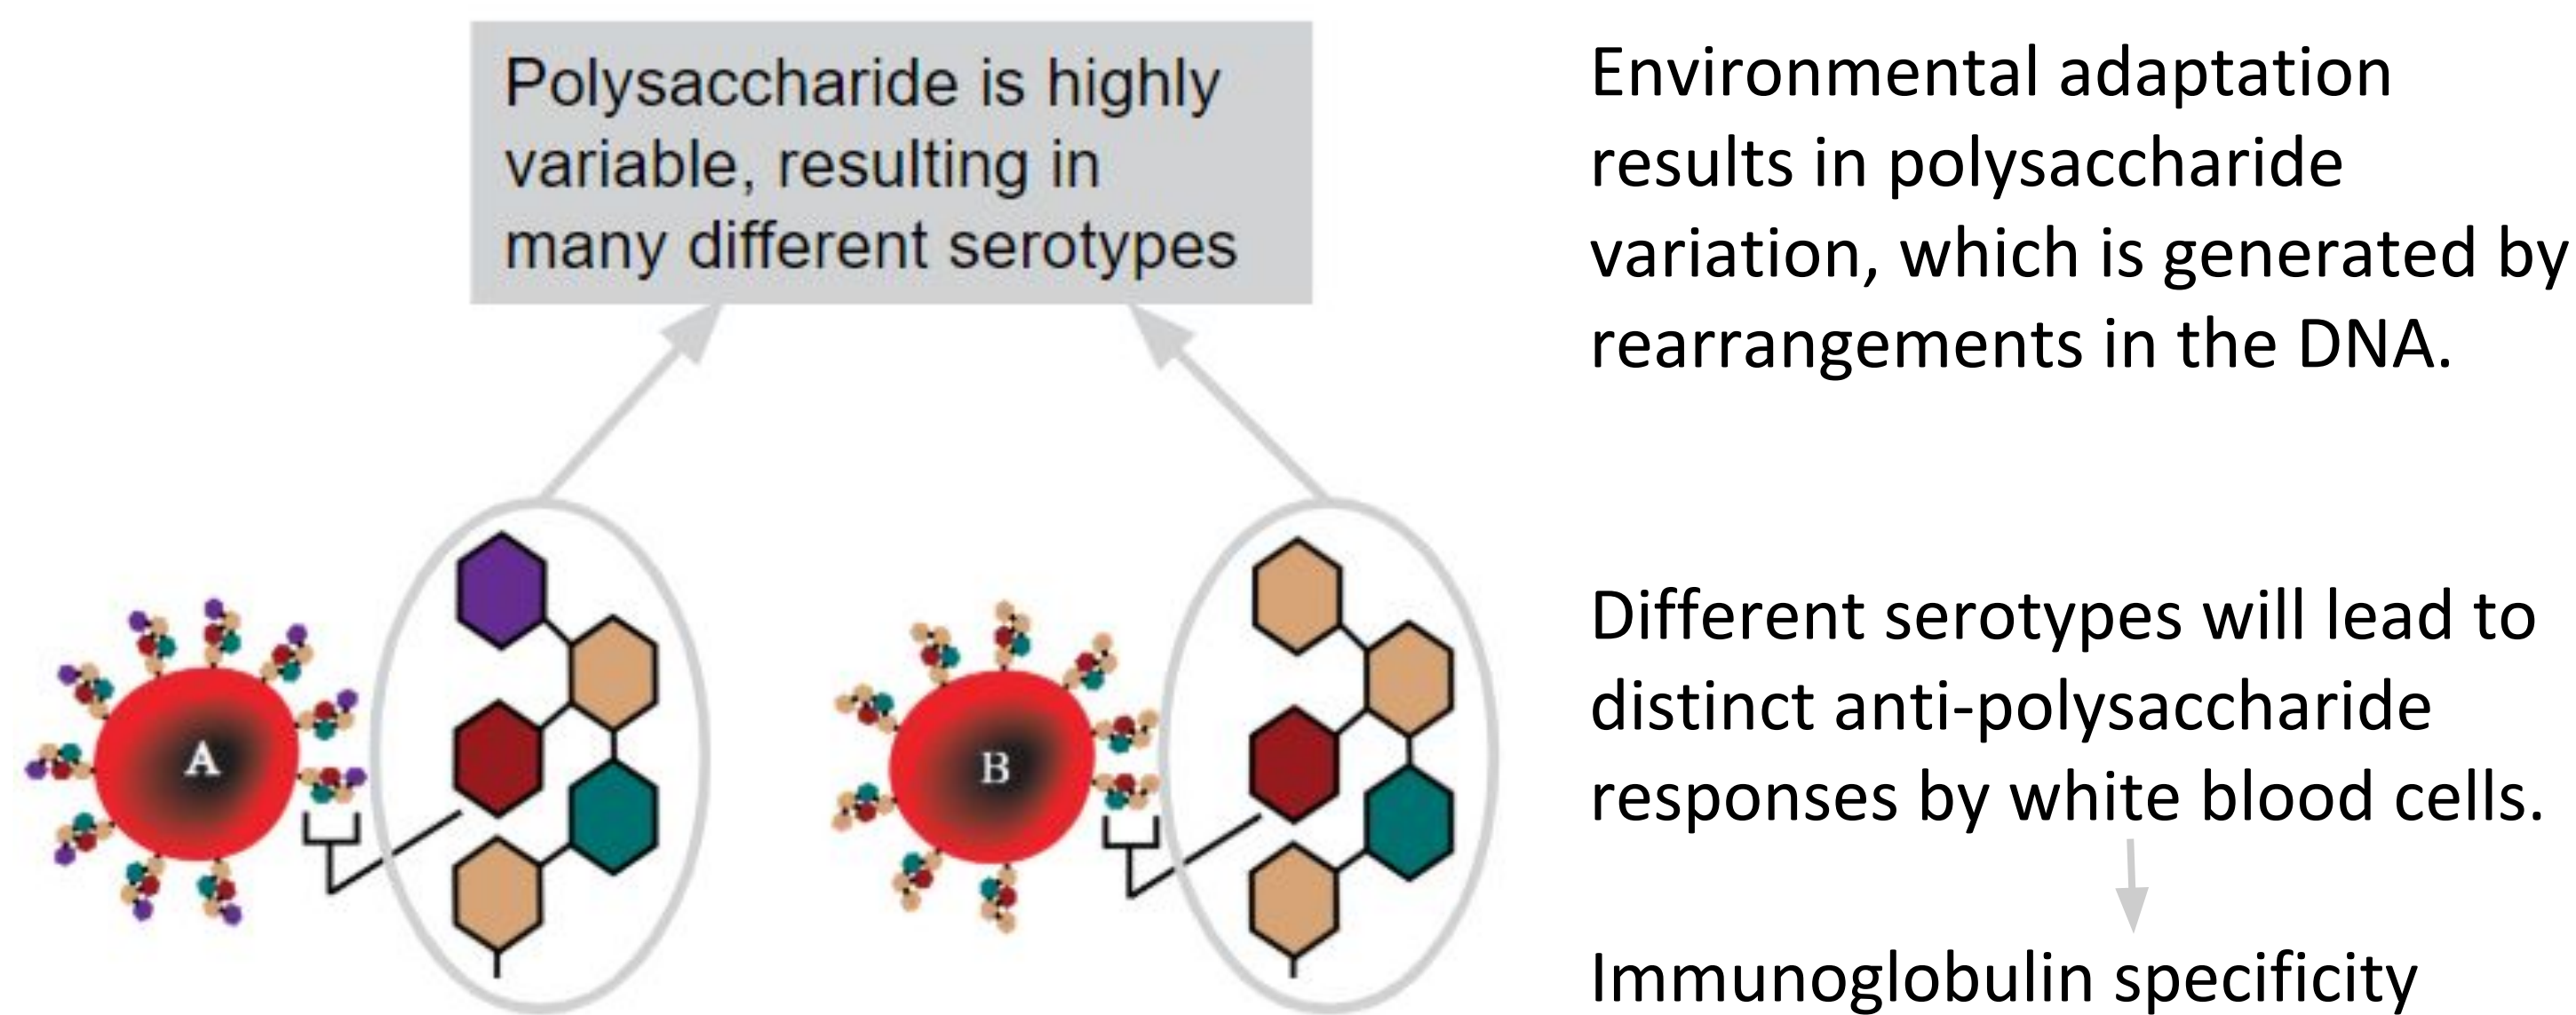 Polysaccharide is highly
variable, resulting in
many different serotypes
Environmental adaptation
results in polysaccharide
variation, which is generated by
rearrangements in the DNA.
A
B
Different serotypes will lead to
distinct anti-polysaccharide
responses by white blood cells.
Immunoglobulin specificity